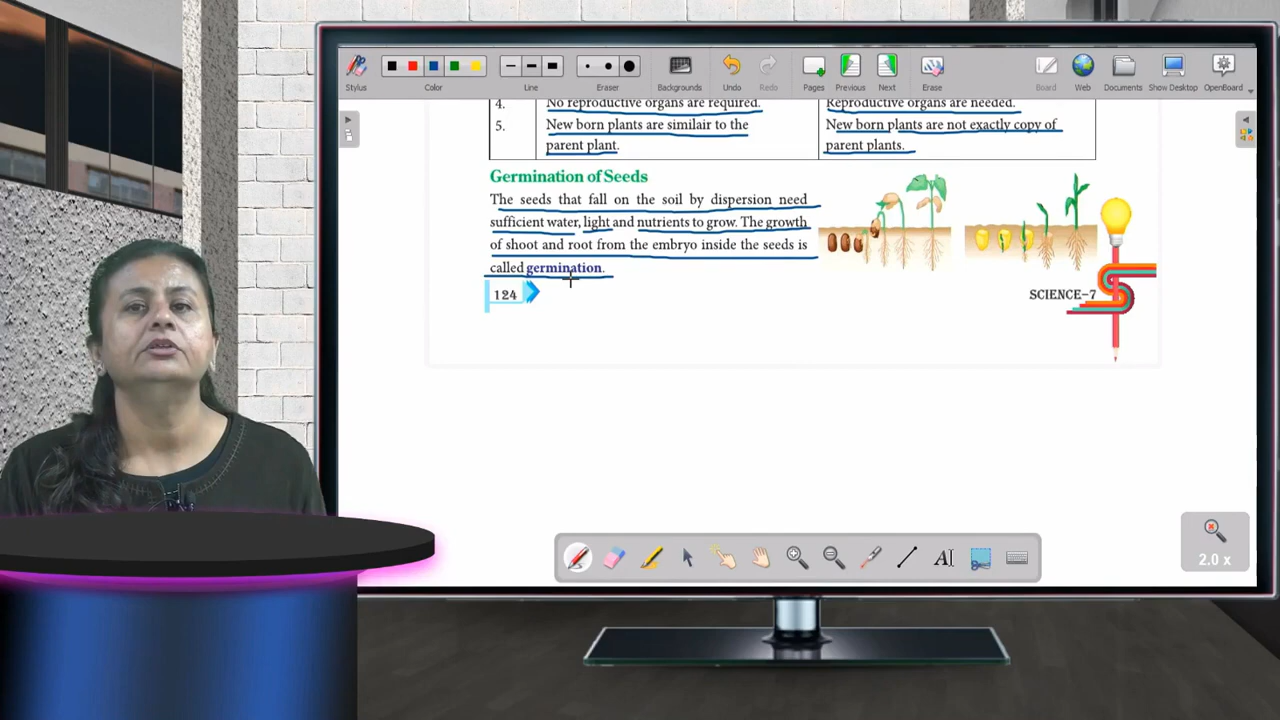 Stylus
Color
Line
Eraser
Backgrounds
Undo
Redo
Pages
Previous
Next
Erase
Board
Web
Documents
Show Desktop
OpenBoard
4. No reproductive organs are required. Reproductive organs are needed.
5. New born plants are similair to the New born plants are not exactly copy of
parent plant. parent plants.
Germination of Seeds
The seeds that fall on the soil by dispersion need
sufficient water, light and nutrients to grow. The growth
of shoot and root from the embryo inside the seeds is
called germination.
124
SCIENCE–7
2.0 x